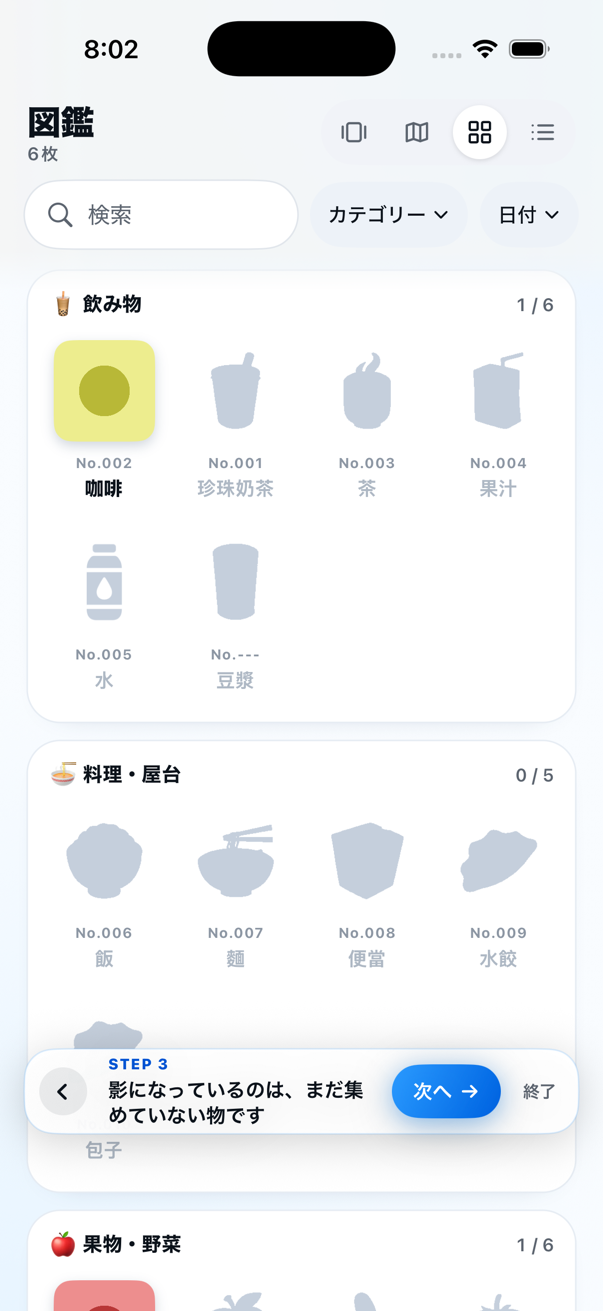 8:02
図鑑
6枚
検索
カテゴリー
日付
飲み物
1 / 6
No.002
No.001
No.003
No.004
咖啡
珍珠奶茶
茶
果汁
No.005
No.---
水
豆漿
料理・屋台
0 / 5
No.006
No.007
No.008
No.009
飯
麵
便當
水餃
STEP 3
影になっているのは、まだ集
めていない物です
次へ →
終了
包子
果物・野菜
1 / 6